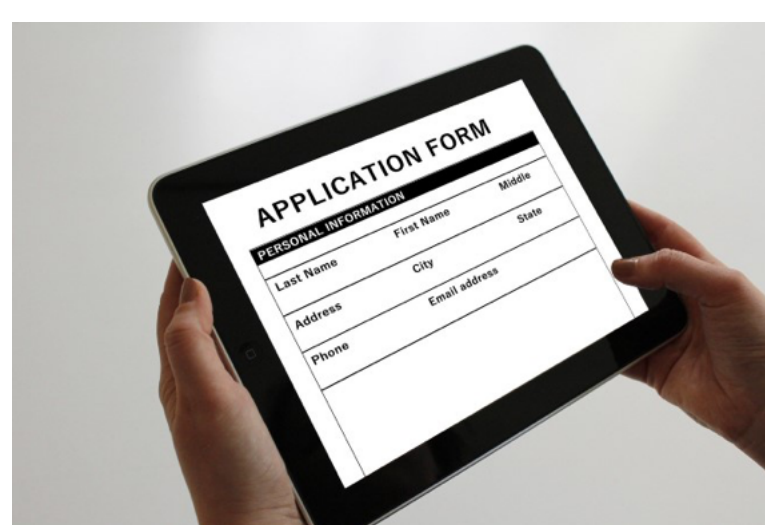 APPLICATION FORM
PERSONAL INFORMATION
Last Name First Name Middle
Address City State
Phone Email address